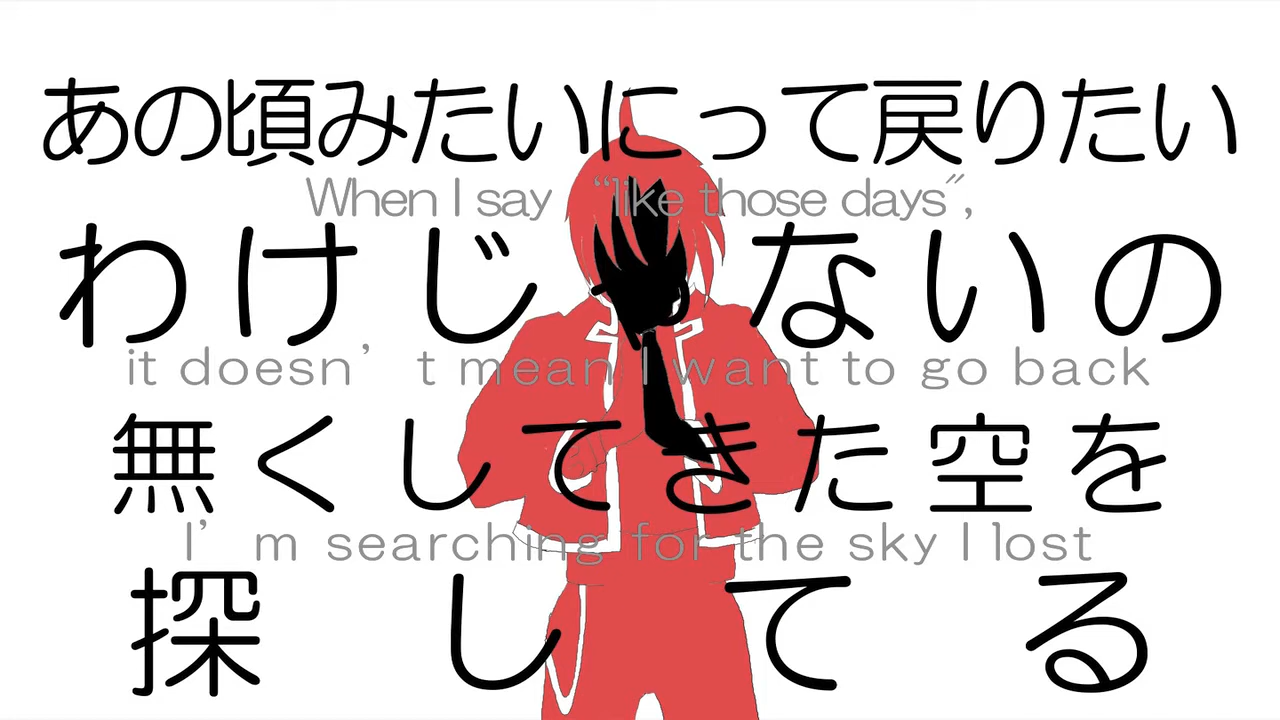 あの頃みたいにって戻りたい
When I say “like those days”,
わけじゃないの
it doesn’t mean I want to go back
無くしてきた空を
I’m searching for the sky I lost
探してる